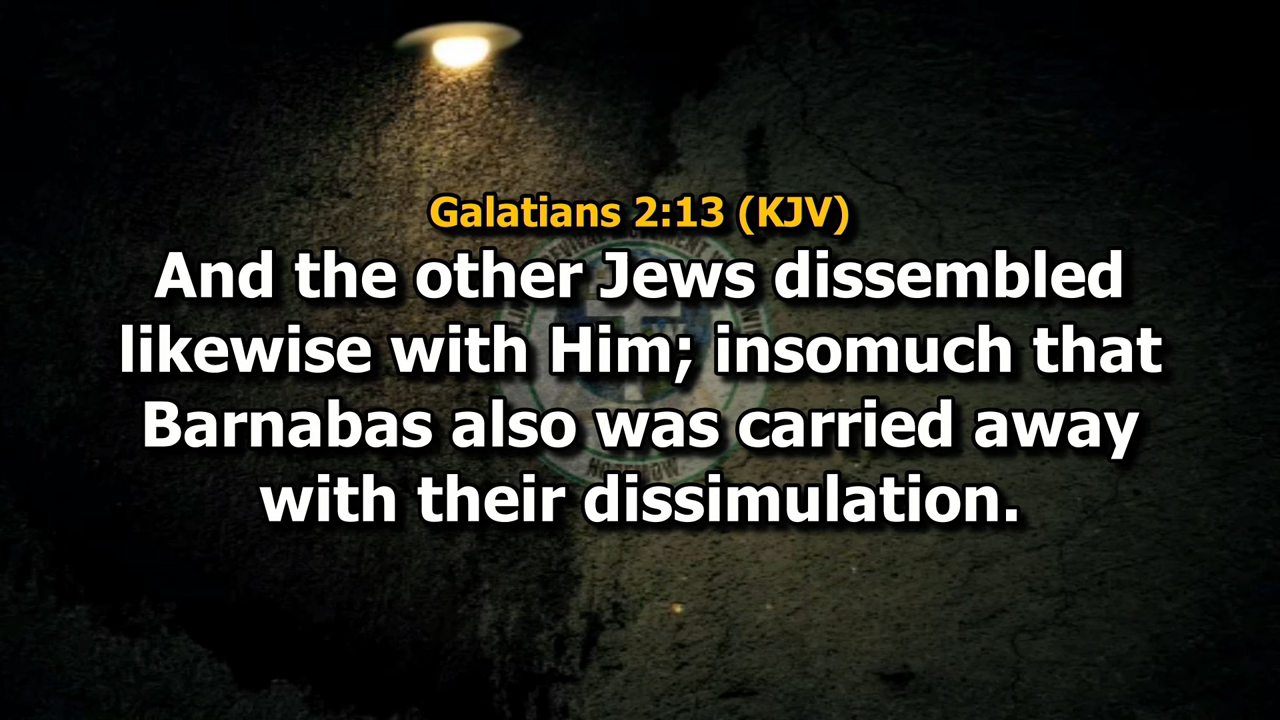 Galatians 2:13 (KJV)
And the other Jews dissembled
likewise with Him; insomuch that
Barnabas also was carried away
with their dissimulation.